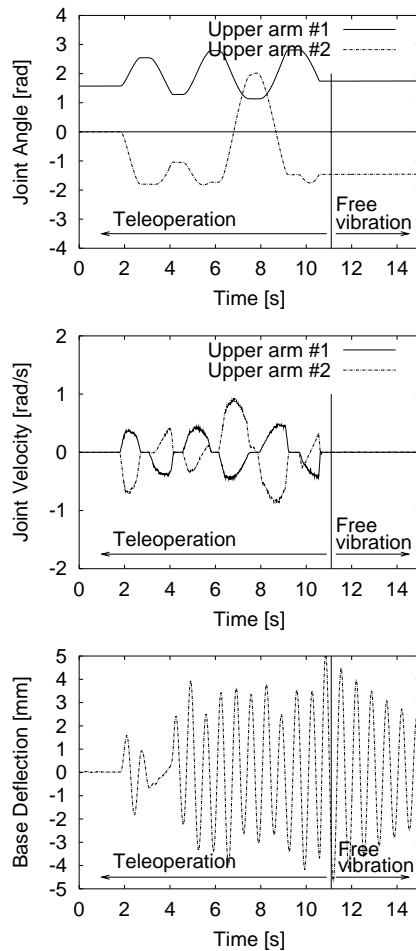 4
3
2
1
0
-1
-2
-3
-4
Joint Angle [rad]
Upper arm #1
Upper arm #2
Teleoperation
Free
vibration
0 2 4 6 8 10 12 14
Time [s]
2
1
0
-1
-2
Joint Velocity [rad/s]
Upper arm #1
Upper arm #2
Teleoperation
Free
vibration
0 2 4 6 8 10 12 14
Time [s]
5
4
3
2
1
0
-1
-2
-3
-4
-5
Base Deflection [mm]
Teleoperation
Free
vibration
0 2 4 6 8 10 12 14
Time [s]